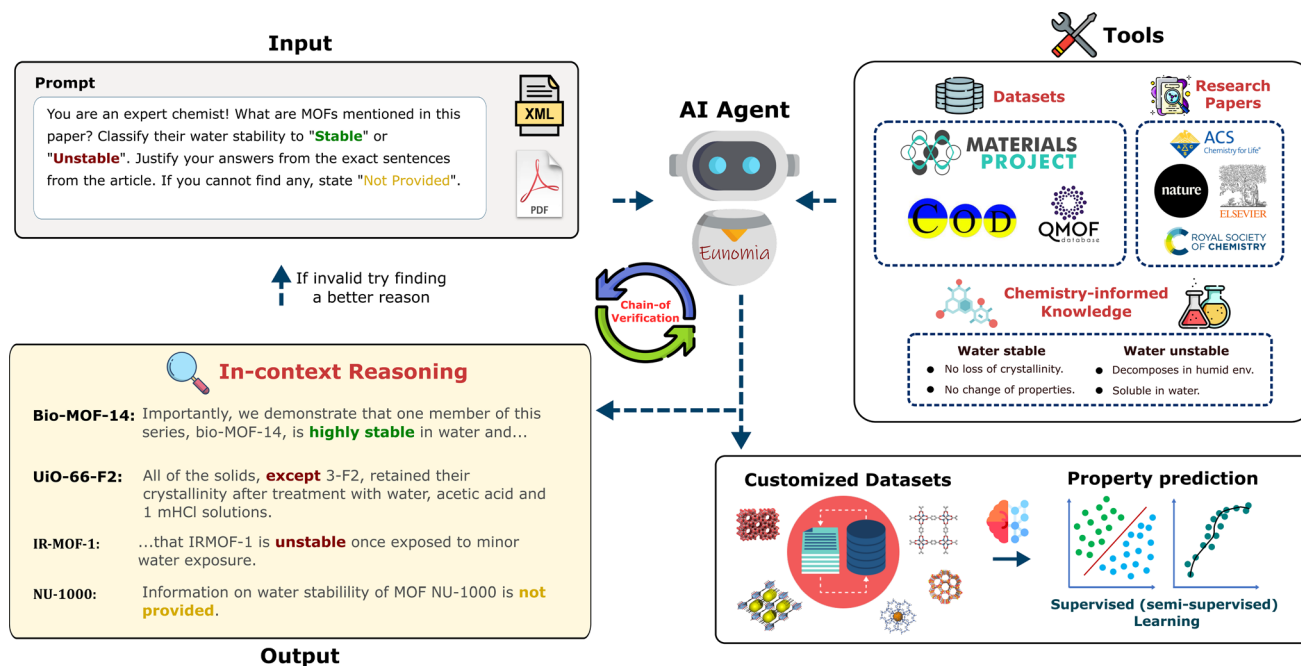 Input
Prompt
You are an expert chemist! What are MOFs mentioned in this
paper? Classify their water stability to "Stable" or
"Unstable". Justify your answers from the exact sentences
from the article. If you cannot find any, state "Not Provided".
XML
PDF
AI Agent
Eunomia
Chain-of
Verification
Tools
Datasets
Research
Papers
MATERIALS
PROJECT
COD
QMOF
database
ACS
Chemistry for Life®
nature
ELSEVIER
ROYAL SOCIETY
OF CHEMISTRY
Chemistry-informed
Knowledge
Water stable
No loss of crystallinity.
No change of properties.
Water unstable
Decomposes in humid env.
Soluble in water.
If invalid try finding
a better reason
In-context Reasoning
Bio-MOF-14: Importantly, we demonstrate that one member of this
series, bio-MOF-14, is highly stable in water and...
UiO-66-F2: All of the solids, except 3-F2, retained their
crystallinity after treatment with water, acetic acid and
1 mHCl solutions.
IR-MOF-1: ...that IRMOF-1 is unstable once exposed to minor
water exposure.
NU-1000: Information on water stabilility of MOF NU-1000 is not
provided.
Output
Customized Datasets
Property prediction
Supervised (semi-supervised)
Learning